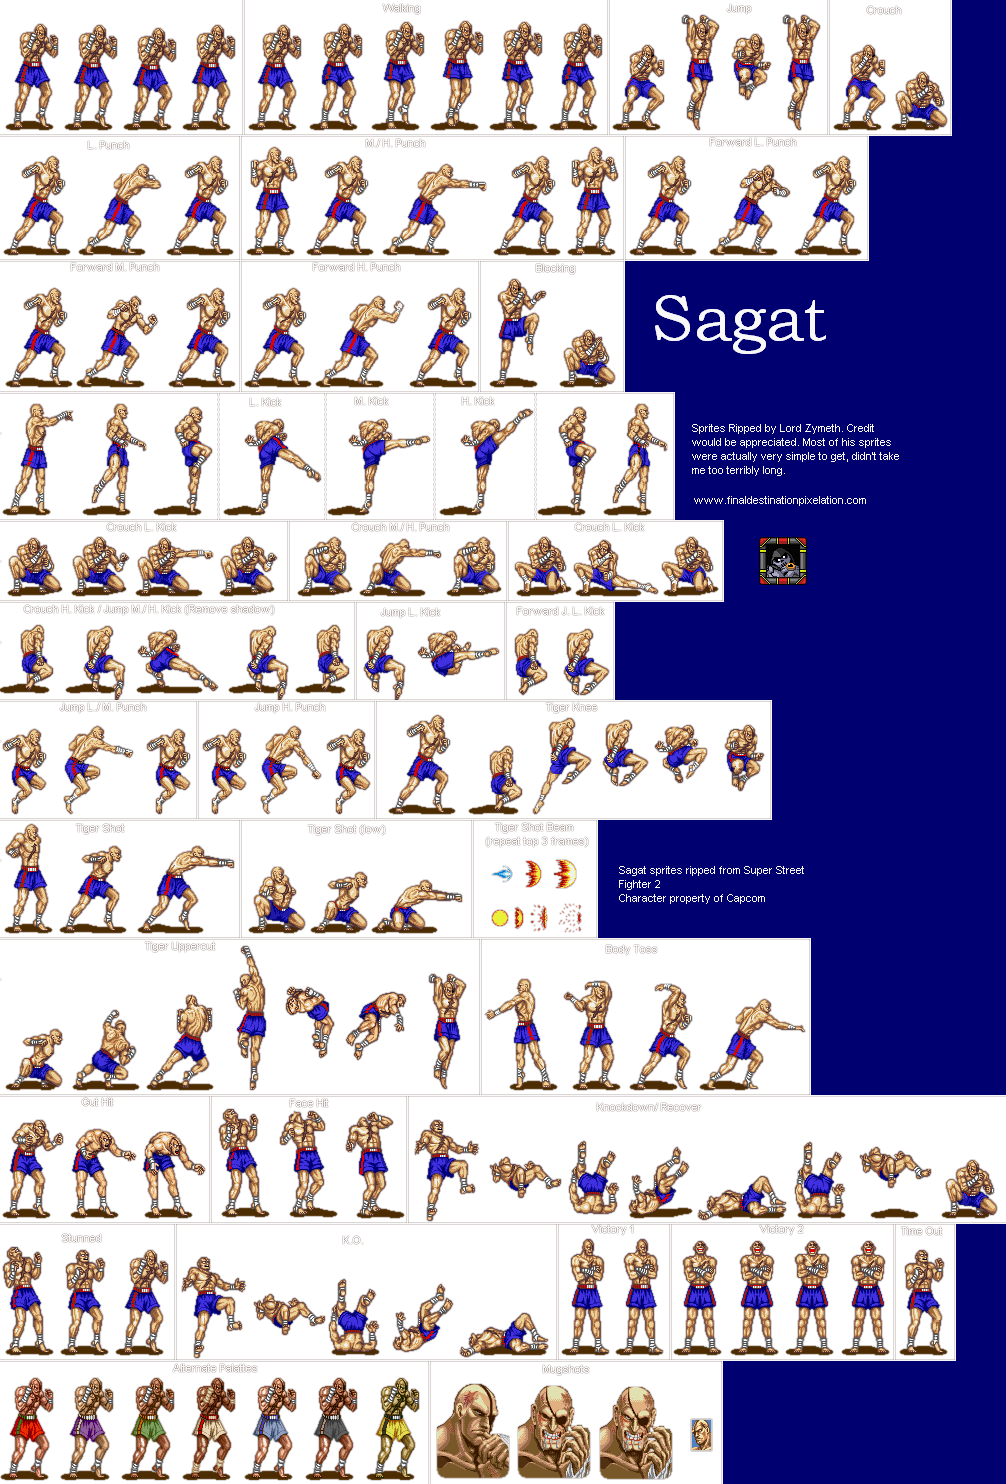 Walking
Jump
Crouch
L. Punch
M./H. Punch
Forward L. Punch
Forward M. Punch
Forward H. Punch
Blocking
Sagat
L. Kick
M. Kick
H. Kick
Sprites Ripped by Lord Zymeth. Credit
would be appreciated. Most of his sprites
were actually very simple to get, didn't take
me too terribly long.
www.finaldestinationpixelation.com
Crouch L. Kick
Crouch M./H. Punch
Crouch L. Kick
Crouch H. Kick / Jump M./H. Kick (Remove shadow)
Jump L. Kick
Forward J. L. Kick
Jump L./M. Punch
Jump H. Punch
Tiger Knee
Tiger Shot
Tiger Shot (low)
Tiger Shot Beam
(repeat top 3 frames)
Sagat sprites ripped from Super Street
Fighter 2
Character property of Capcom
Tiger Uppercut
Body Toss
Gut Hit
Face Hit
Knockdown/Recover
Stunned
K.O.
Victory 1
Victory 2
Time Out
Alternate Palattes
Mugshots